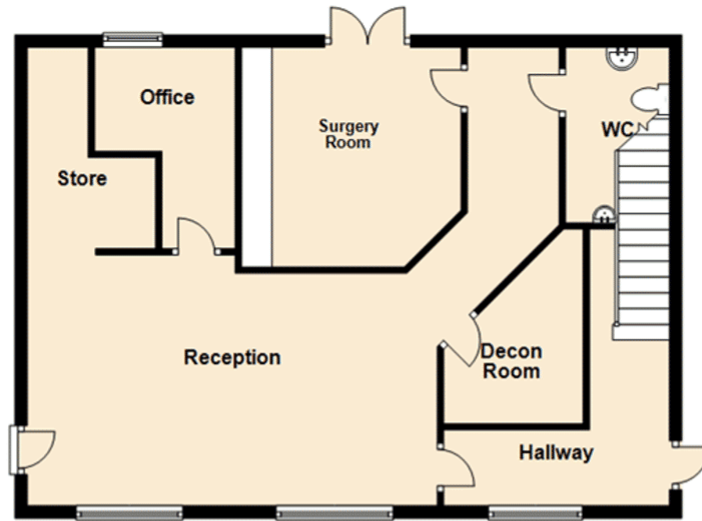 Office
Surgery
Room
WC
Store
Reception
Decon
Room
Hallway